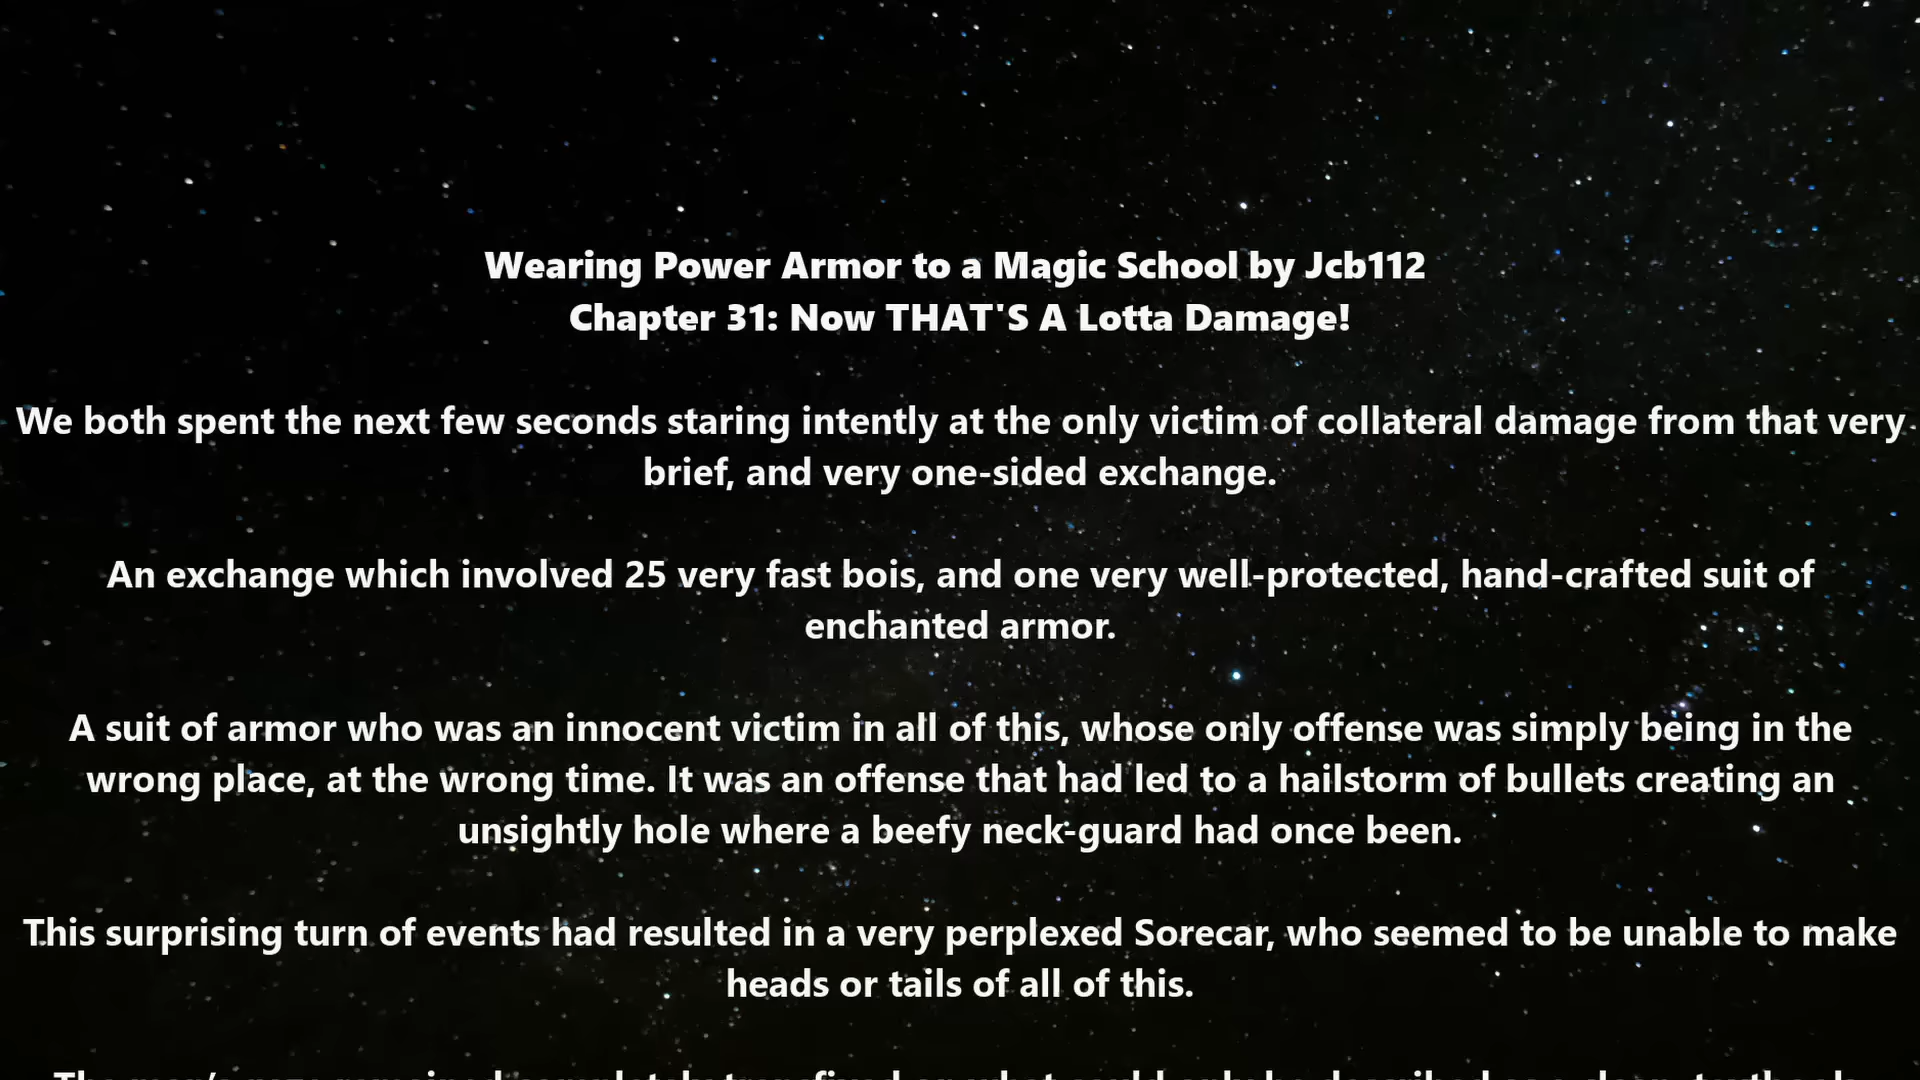 Wearing Power Armor to a Magic School by Jcb112
Chapter 31: Now THAT'S A Lotta Damage!
We both spent the next few seconds staring intently at the only victim of collateral damage from that very
brief, and very one-sided exchange.
An exchange which involved 25 very fast bois, and one very well-protected, hand-crafted suit of
enchanted armor.
A suit of armor who was an innocent victim in all of this, whose only offense was simply being in the
wrong place, at the wrong time. It was an offense that had led to a hailstorm of bullets creating an
unsightly hole where a beefy neck-guard had once been.
This surprising turn of events had resulted in a very perplexed Sorecar, who seemed to be unable to make
heads or tails of all of this.